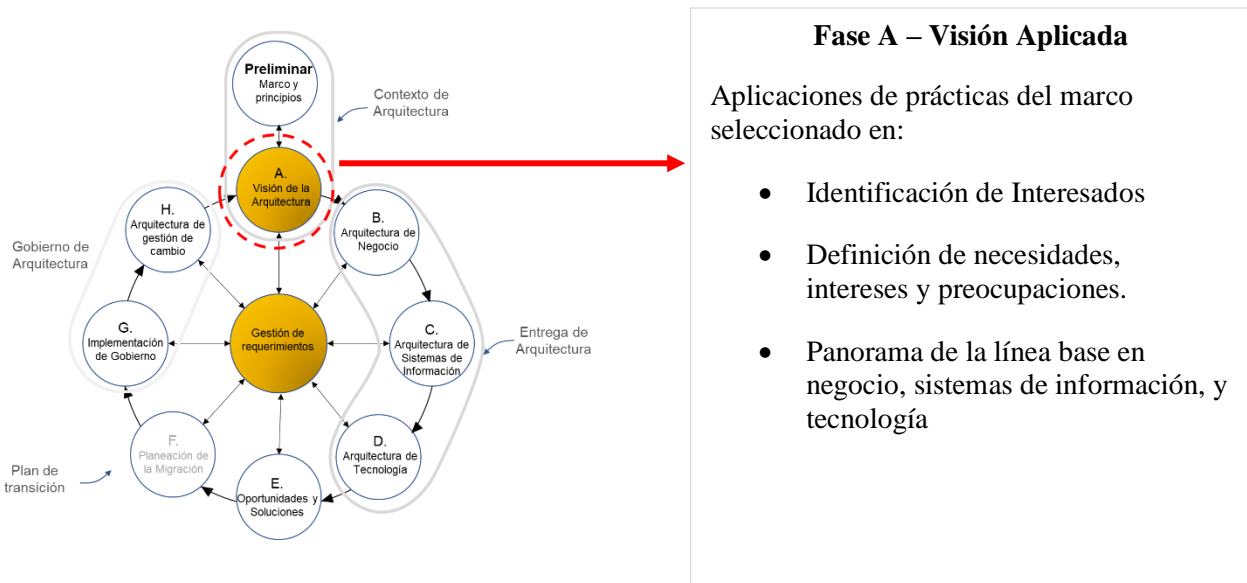 Preliminar
Marco y
principios
Contexto de
Arquitectura
A.
Visión de la
Arquitectura
H.
Arquitectura de
gestión de
cambio
B.
Arquitectura de
Negocio
Gobierno de
Arquitectura
G.
Implementación
de Gobierno
Gestión de
requerimientos
C.
Arquitectura de
Sistemas de
Información
Entrega de
Arquitectura
F.
Planeación de
la Migración
D.
Arquitectura de
Tecnología
Plan de
transición
E.
Oportunidades y
Soluciones
Fase A – Visión Aplicada
Aplicaciones de prácticas del marco
seleccionado en:
• Identificación de Interesados
• Definición de necesidades,
intereses y preocupaciones.
• Panorama de la línea base en
negocio, sistemas de información, y
tecnología